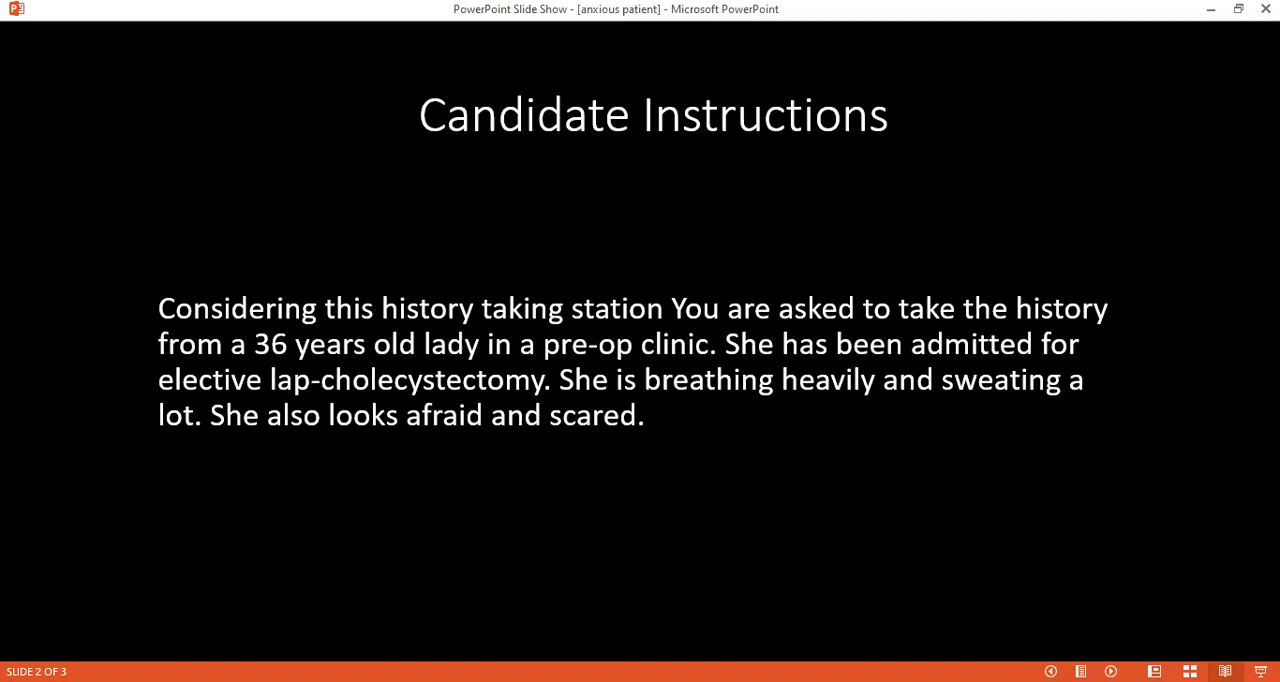 PowerPoint Slide Show - [anxious patient] - Microsoft PowerPoint
Candidate Instructions
Considering this history taking station You are asked to take the history
from a 36 years old lady in a pre-op clinic. She has been admitted for
elective lap-cholecystectomy. She is breathing heavily and sweating a
lot. She also looks afraid and scared.
SLIDE 2 OF 3